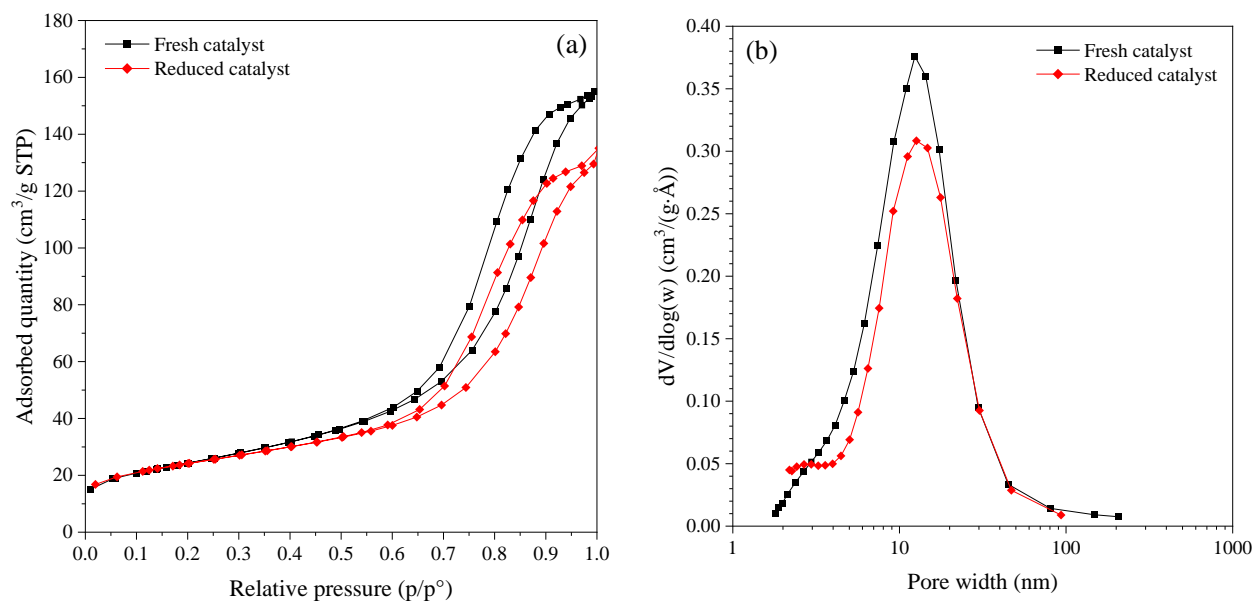 (a)
Fresh catalyst
Reduced catalyst
180
160
140
120
100
80
60
40
20
0
Adsorbed quantity (cm³/g STP)
0.0 0.1 0.2 0.3 0.4 0.5 0.6 0.7 0.8 0.9 1.0
Relative pressure (p/p°)
(b)
Fresh catalyst
Reduced catalyst
0.40
0.35
0.30
0.25
0.20
0.15
0.10
0.05
0.00
dV/dlog(w) (cm³/(g·Å))
1 10 100 1000
Pore width (nm)